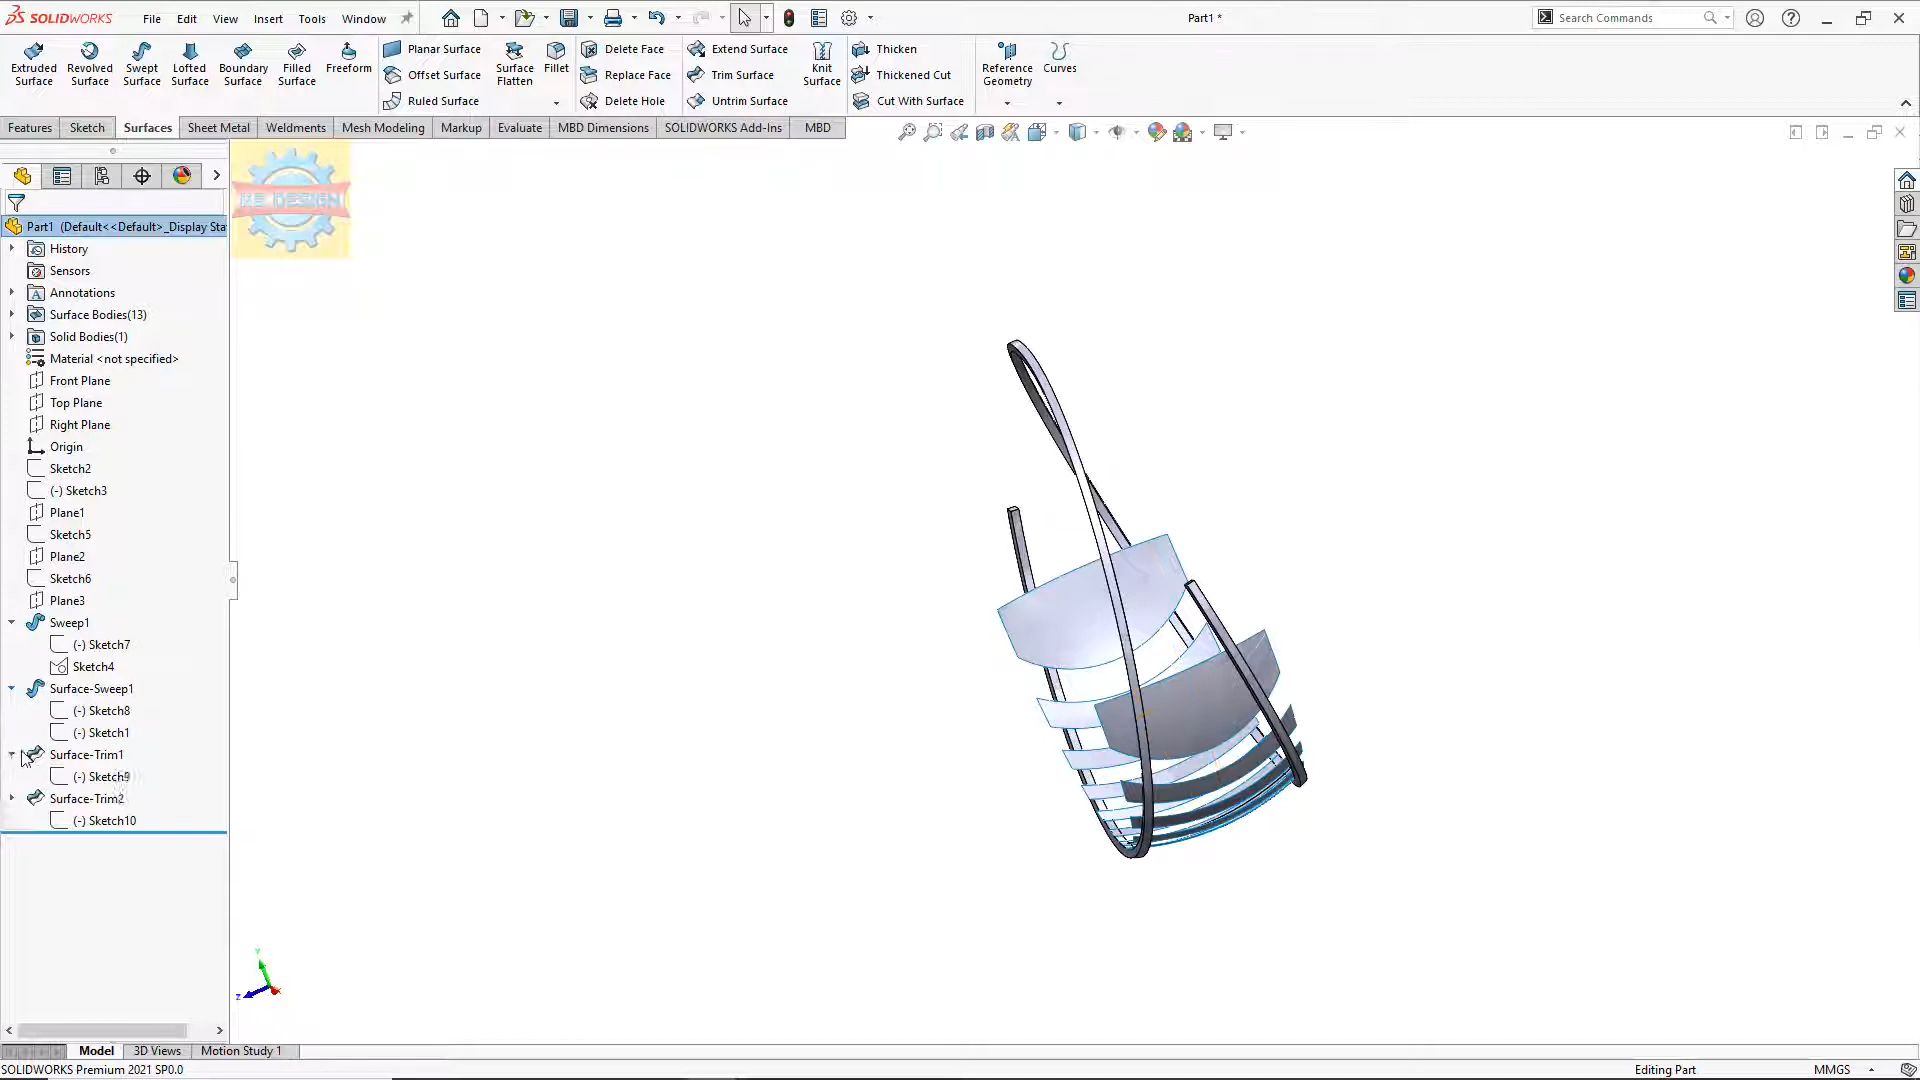 SOLIDWORKS File Edit View Insert Tools Window Part1 * Search Commands
Extruded Surface
Revolved Surface
Swept Surface
Lofted Surface
Boundary Surface
Filled Surface
Freeform
Planar Surface
Offset Surface
Ruled Surface
Surface Flatten
Fillet
Delete Face
Replace Face
Delete Hole
Extend Surface
Trim Surface
Untrim Surface
Knit Surface
Thicken
Thickened Cut
Cut With Surface
Reference Geometry
Curves
Features Sketch Surfaces Sheet Metal Weldments Mesh Modeling Markup Evaluate MBD Dimensions SOLIDWORKS Add-Ins MBD
Part1 (Default<<Default>_Display Sta
History
Sensors
Annotations
Surface Bodies(13)
Solid Bodies(1)
Material <not specified>
Front Plane
Top Plane
Right Plane
Origin
Sketch2
(-) Sketch3
Plane1
Sketch5
Plane2
Sketch6
Plane3
Sweep1
(-) Sketch7
Sketch4
Surface-Sweep1
(-) Sketch8
(-) Sketch1
Surface-Trim1
(-) Sketch9
Surface-Trim2
(-) Sketch10
Model 3D Views Motion Study 1
SOLIDWORKS Premium 2021 SP0.0 Editing Part MMGS